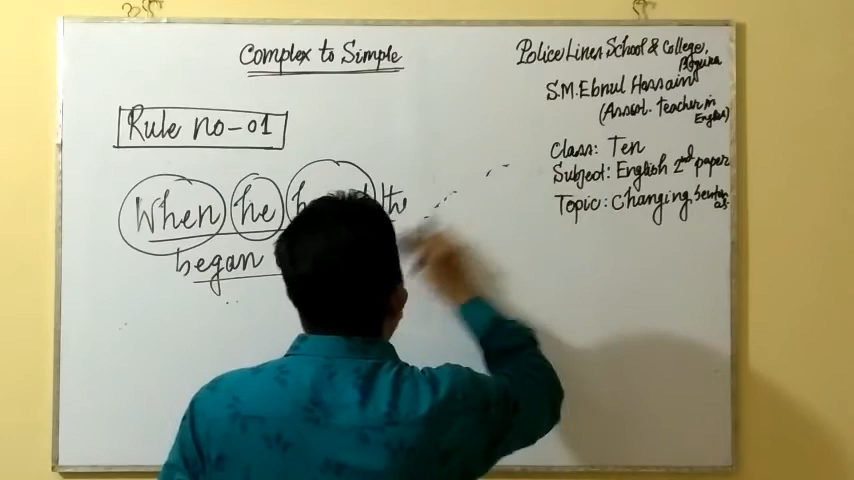 Complex to Simple
Rule no-01
When he the
began
Police Lines School & College,
Bogura
S.M. Ebnul Hossain
(Assist. Teacher in
English)
Class: Ten
Subject: English 2nd paper
Topic: Changing